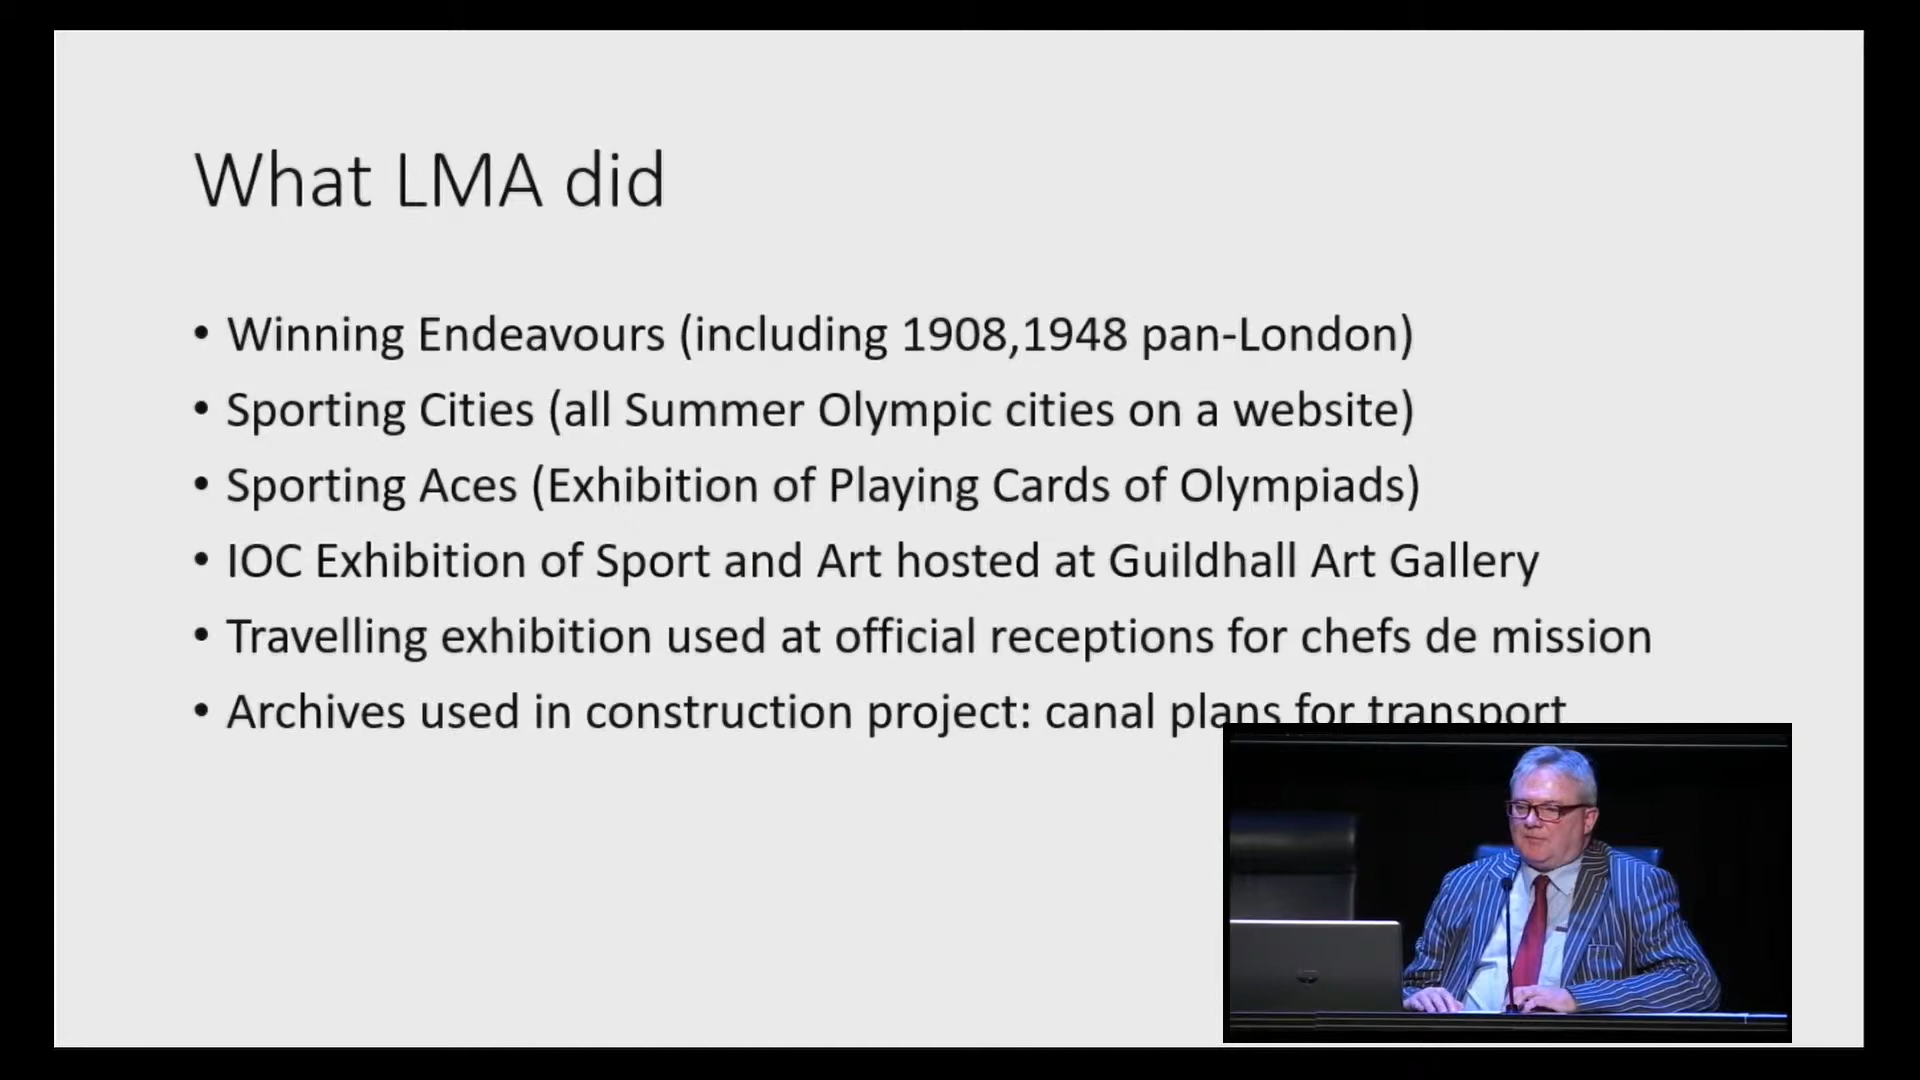 What LMA did
• Winning Endeavours (including 1908,1948 pan-London)
• Sporting Cities (all Summer Olympic cities on a website)
• Sporting Aces (Exhibition of Playing Cards of Olympiads)
• IOC Exhibition of Sport and Art hosted at Guildhall Art Gallery
• Travelling exhibition used at official receptions for chefs de mission
• Archives used in construction project: canal plans for transport